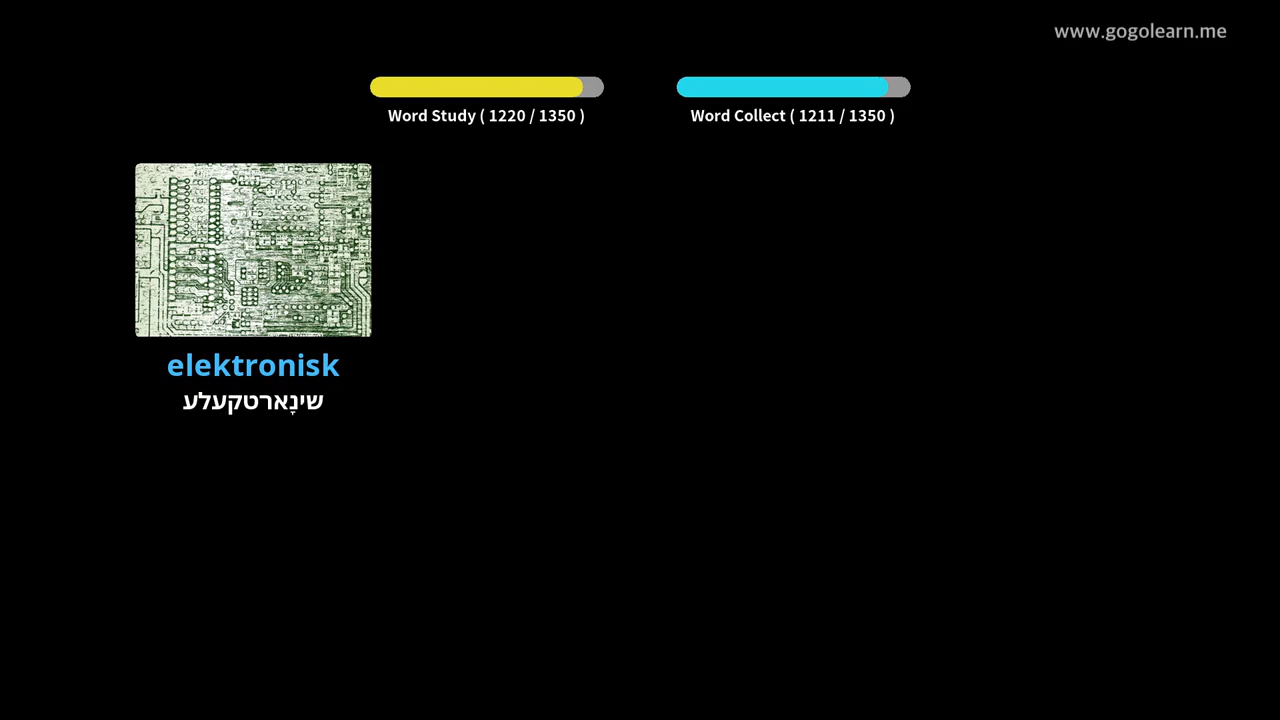 www.gogolearn.me
Word Study ( 1220 / 1350 )
Word Collect ( 1211 / 1350 )
elektronisk
שינָארטקעלע